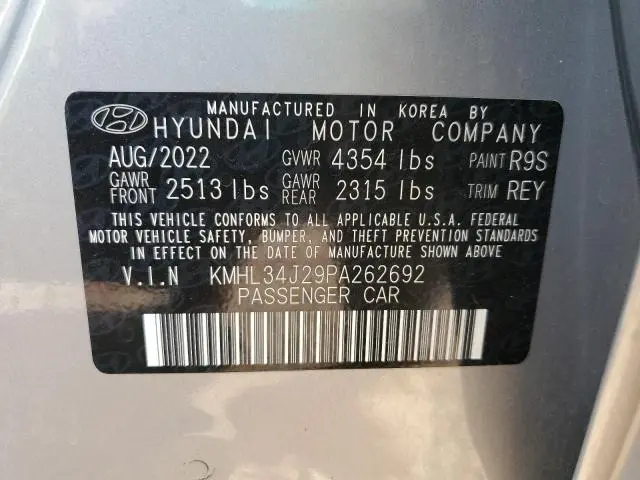 MANUFACTURED IN KOREA BY
HYUNDAI MOTOR COMPANY
AUG/2022 GVWR 4354 lbs PAINT R9S
GAWR FRONT 2513 lbs GAWR REAR 2315 lbs TRIM REY
THIS VEHICLE CONFORMS TO ALL APPLICABLE U.S.A. FEDERAL
MOTOR VEHICLE SAFETY, BUMPER, AND THEFT PREVENTION STANDARDS
IN EFFECT ON THE DATE OF MANUFACTURE SHOWN ABOVE
V.I.N KMHL34J29PA262692
PASSENGER CAR